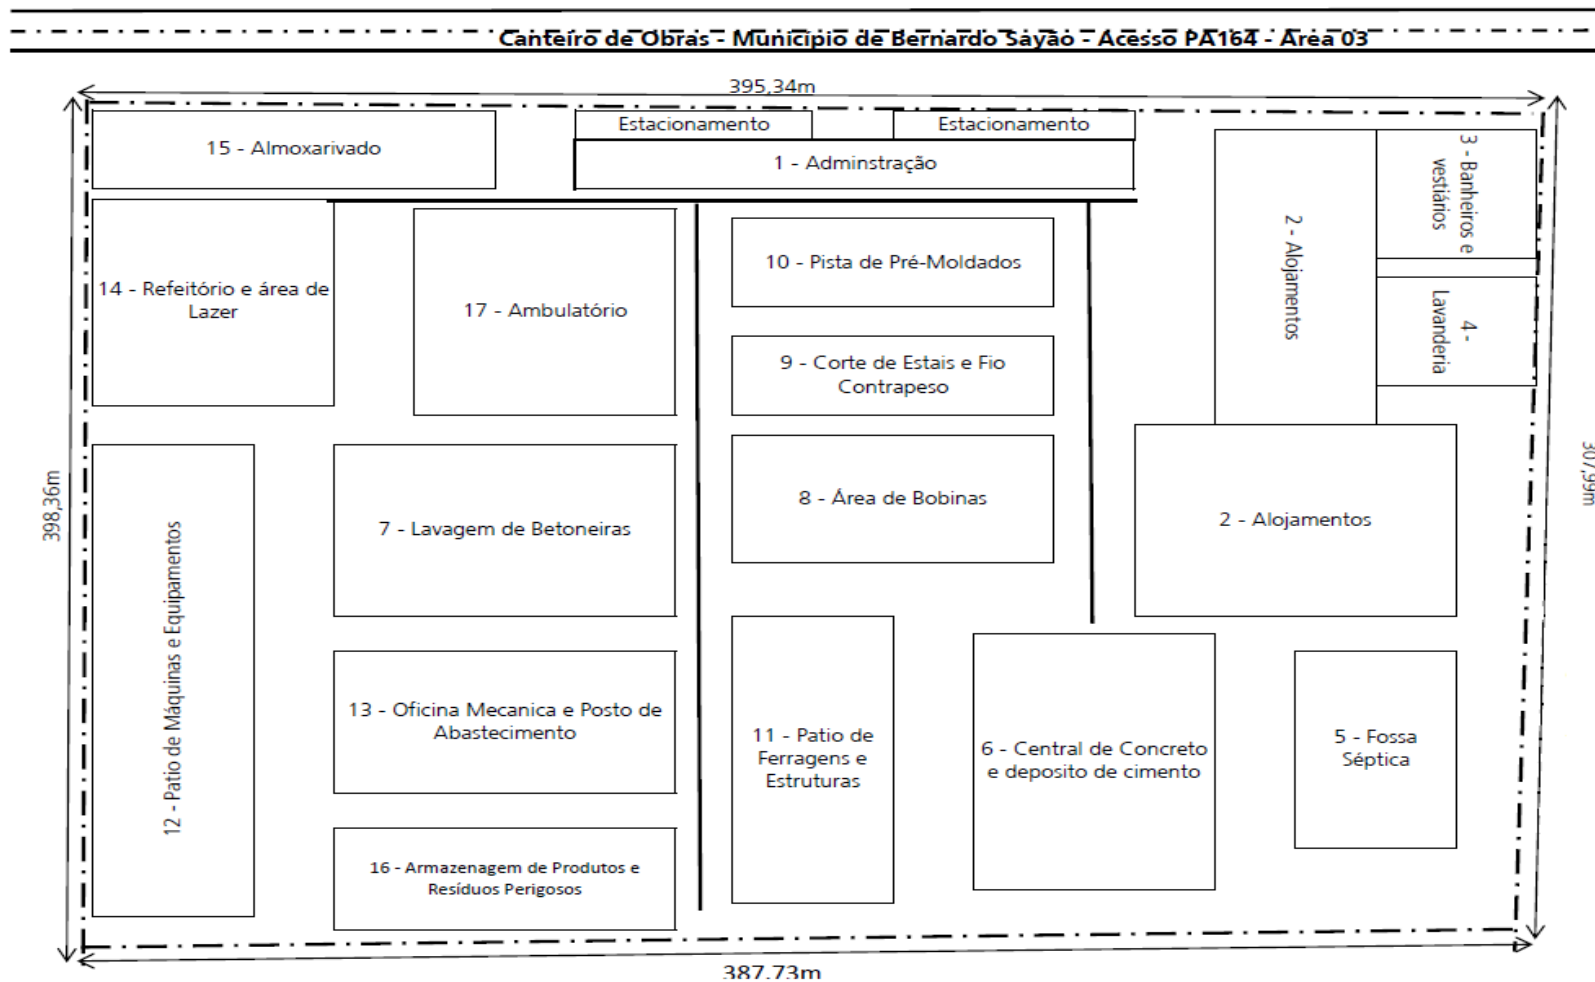 Canteiro de Obras - Municipio de Bernardo Sayão - Acesso PA164 - Area 03
395,34m
Estacionamento
Estacionamento
15 - Almoxarivado
1 - Adminstração
3 - Banheiros e
vestiários
2 - Alojamentos
10 - Pista de Pré-Moldados
14 - Refeitório e área de
Lazer
17 - Ambulatório
4 -
Lavanderia
9 - Corte de Estais e Fio
Contrapeso
398,36m
307,99m
8 - Área de Bobinas
2 - Alojamentos
7 - Lavagem de Betoneiras
12 - Patio de Máquinas e Equipamentos
13 - Oficina Mecanica e Posto de
Abastecimento
11 - Patio de
Ferragens e
Estruturas
6 - Central de Concreto
e deposito de cimento
5 - Fossa
Séptica
16 - Armazenagem de Produtos e
Resíduos Perigosos
387,73m